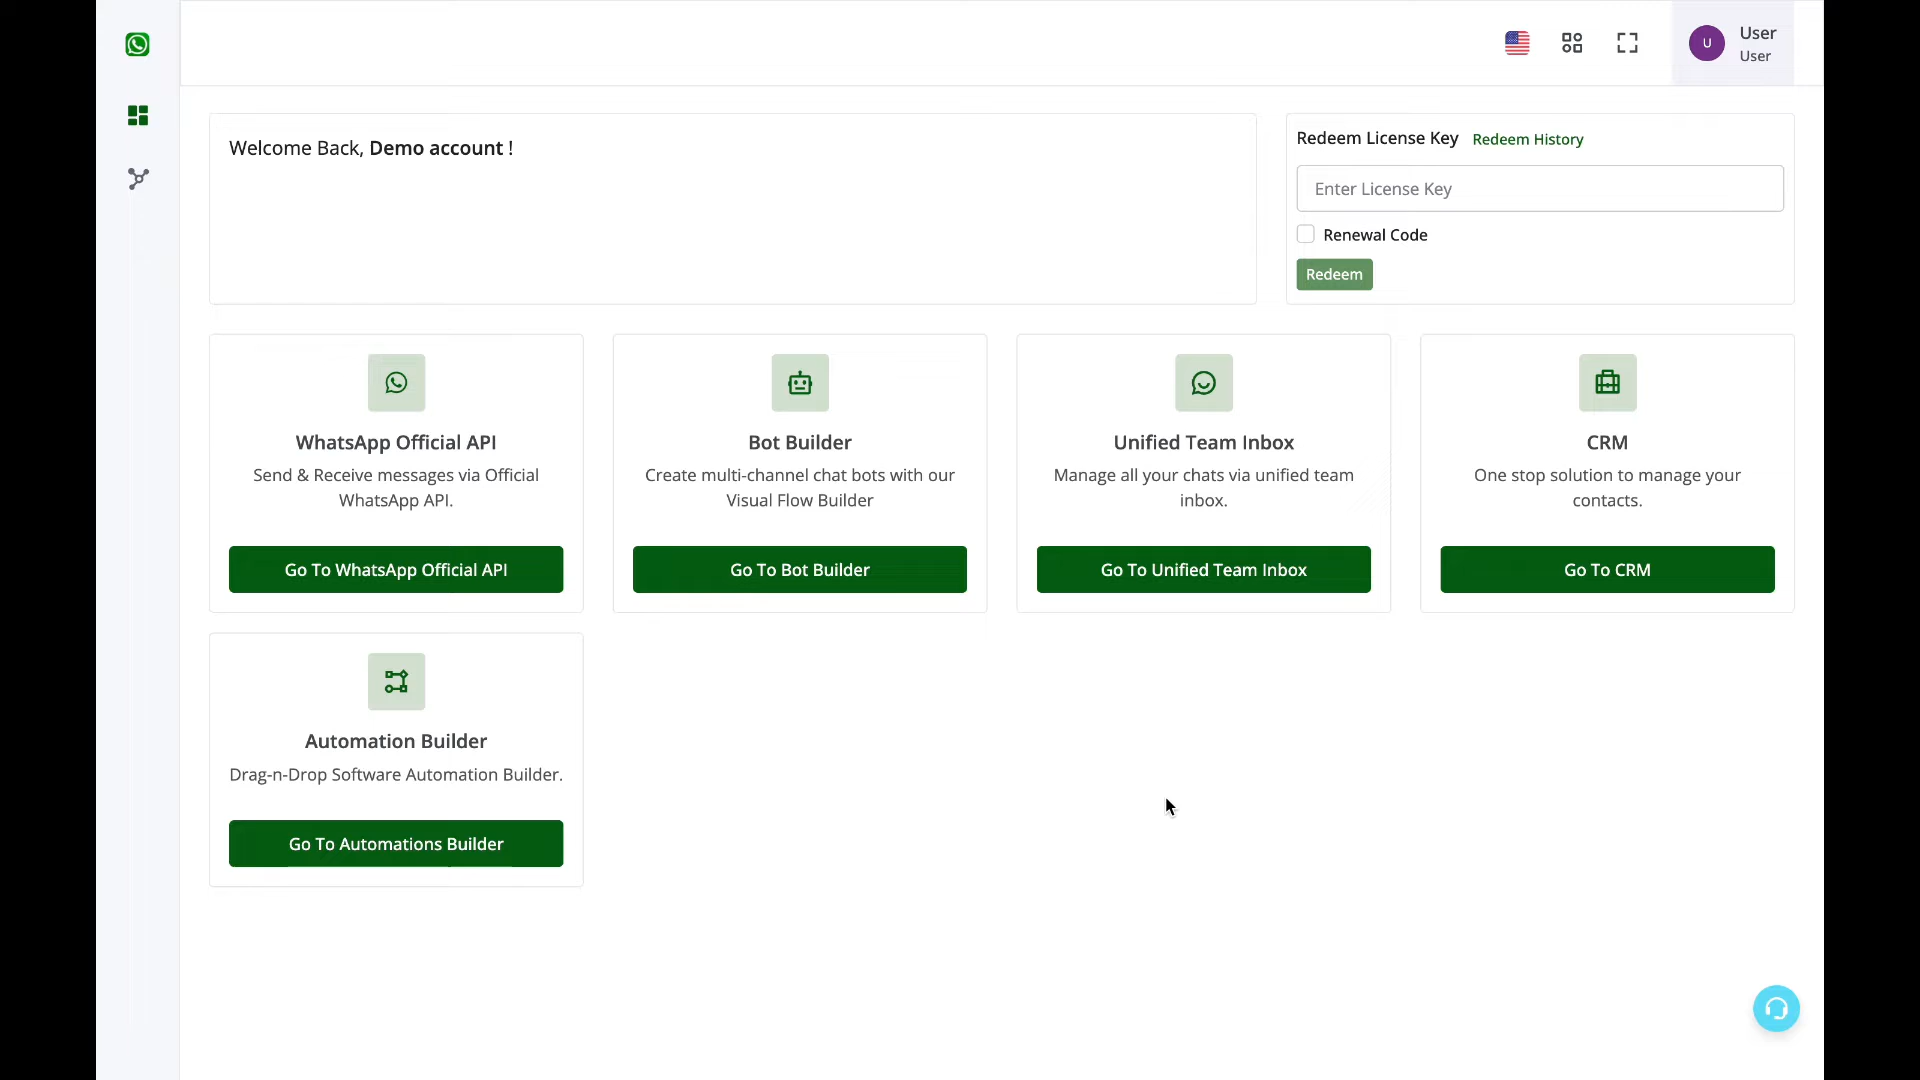 U
User
User
Welcome Back, Demo account !
Redeem License Key Redeem History
Enter License Key
Renewal Code
Redeem
WhatsApp Official API
Send & Receive messages via Official
WhatsApp API.
Go To WhatsApp Official API
Bot Builder
Create multi-channel chat bots with our
Visual Flow Builder
Go To Bot Builder
Unified Team Inbox
Manage all your chats via unified team
inbox.
Go To Unified Team Inbox
CRM
One stop solution to manage your
contacts.
Go To CRM
Automation Builder
Drag-n-Drop Software Automation Builder.
Go To Automations Builder